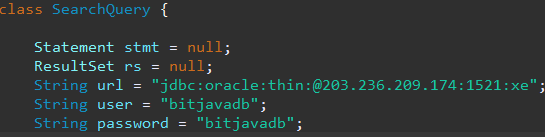 class SearchQuery {
Statement stmt = null;
ResultSet rs = null;
String url = "jdbc:oracle:thin:@203.236.209.174:1521:xe";
String user = "bitjavadb";
String password = "bitjavadb";